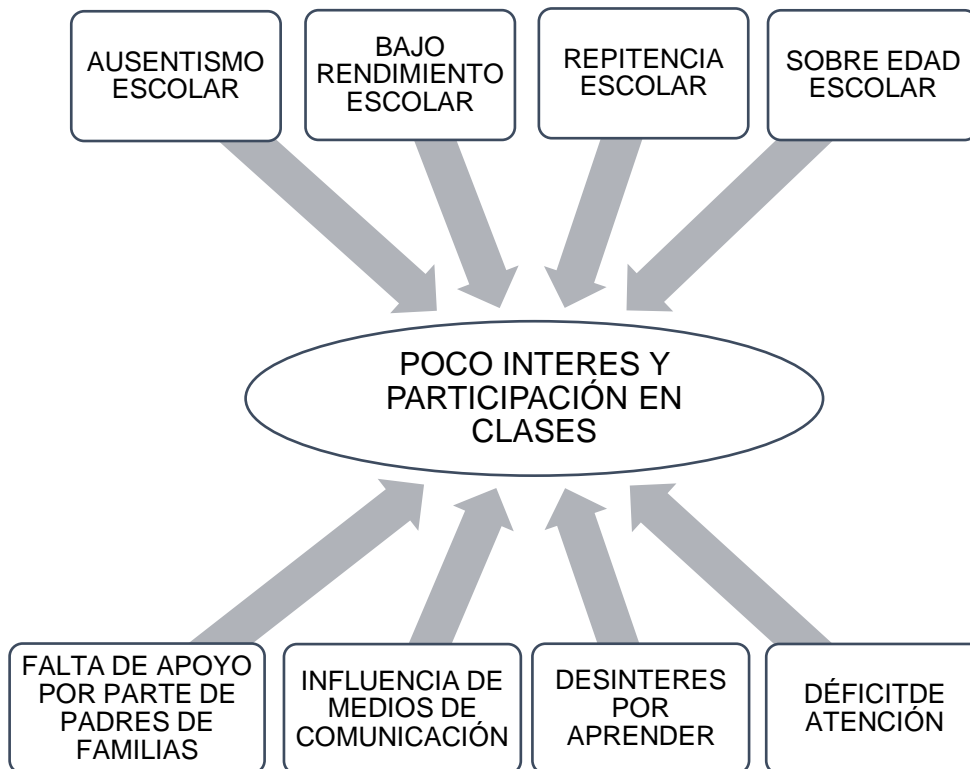 AUSENTISMO
ESCOLAR
BAJO
RENDIMIENTO
ESCOLAR
REPITENCIA
ESCOLAR
SOBRE EDAD
ESCOLAR
POCO INTERES Y
PARTICIPACIÓN EN
CLASES
FALTA DE APOYO
POR PARTE DE
PADRES DE
FAMILIAS
INFLUENCIA DE
MEDIOS DE
COMUNICACIÓN
DESINTERES
POR
APRENDER
DÉFICITDE
ATENCIÓN